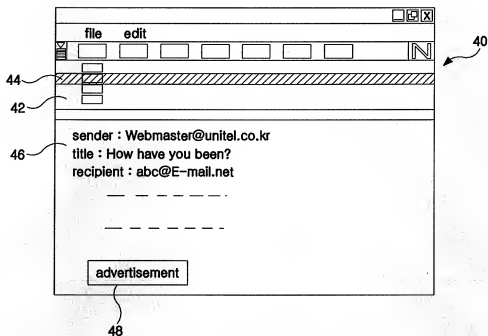 file edit
N
40
44
42
46
sender : Webmaster@unitel.co.kr
title : How have you been?
recipient : abc@E-mail.net
advertisement
48